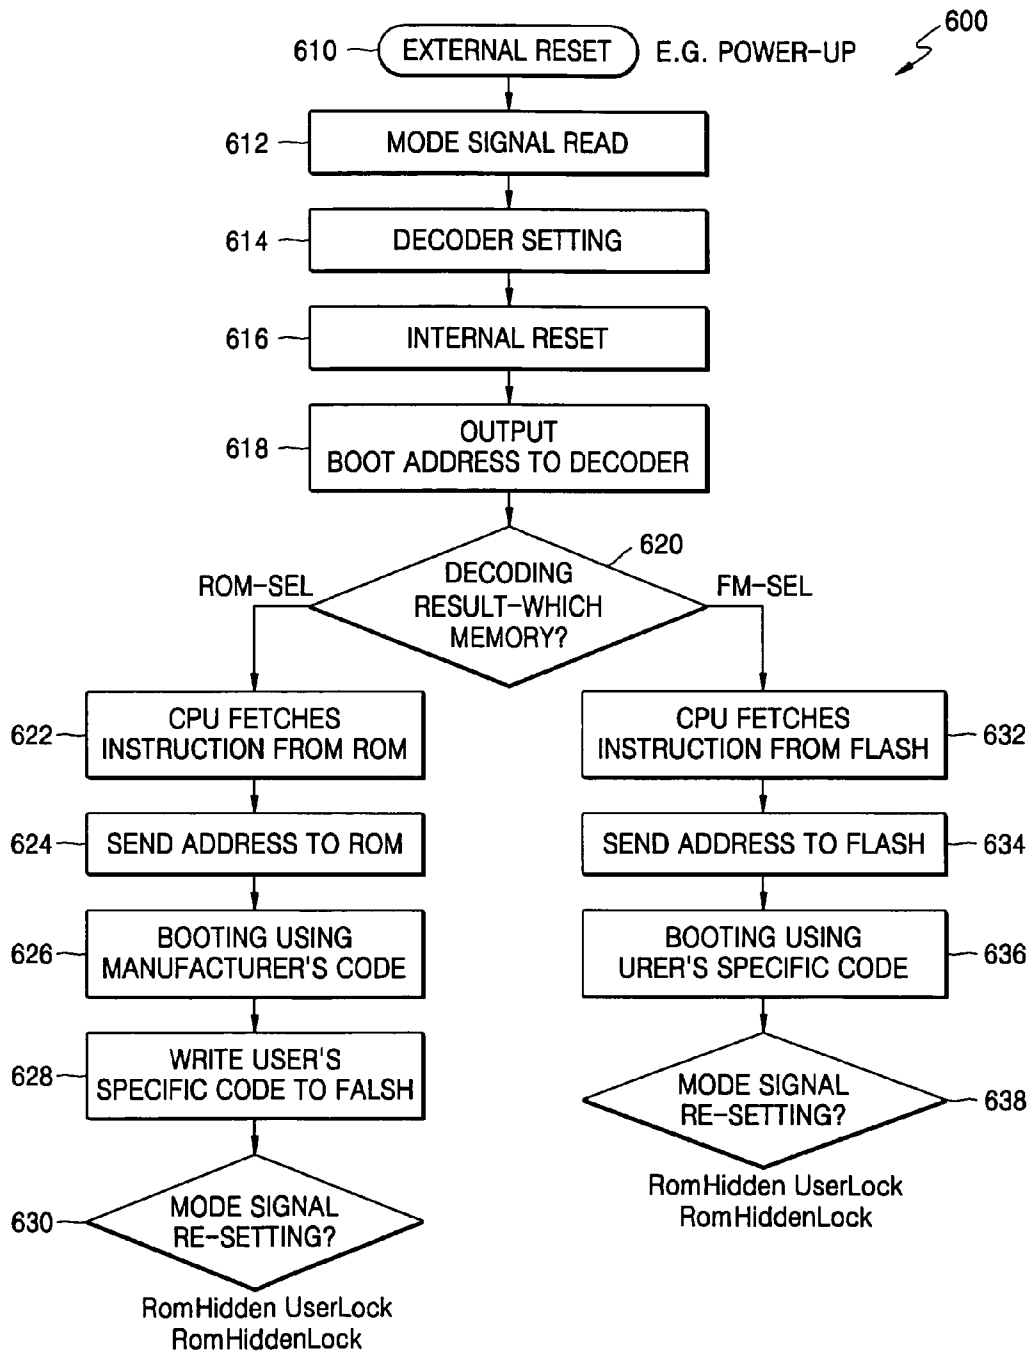 600
610 EXTERNAL RESET E.G. POWER-UP
612 MODE SIGNAL READ
614 DECODER SETTING
616 INTERNAL RESET
618 OUTPUT
BOOT ADDRESS TO DECODER
620
ROM-SEL DECODING FM-SEL
RESULT-WHICH
MEMORY?
622 CPU FETCHES
INSTRUCTION FROM ROM
624 SEND ADDRESS TO ROM
626 BOOTING USING
MANUFACTURER'S CODE
628 WRITE USER'S
SPECIFIC CODE TO FALSH
630 MODE SIGNAL
RE-SETTING?
RomHidden UserLock
RomHiddenLock
CPU FETCHES
INSTRUCTION FROM FLASH 632
SEND ADDRESS TO FLASH 634
BOOTING USING
URER'S SPECIFIC CODE 636
MODE SIGNAL
RE-SETTING? 638
RomHidden UserLock
RomHiddenLock